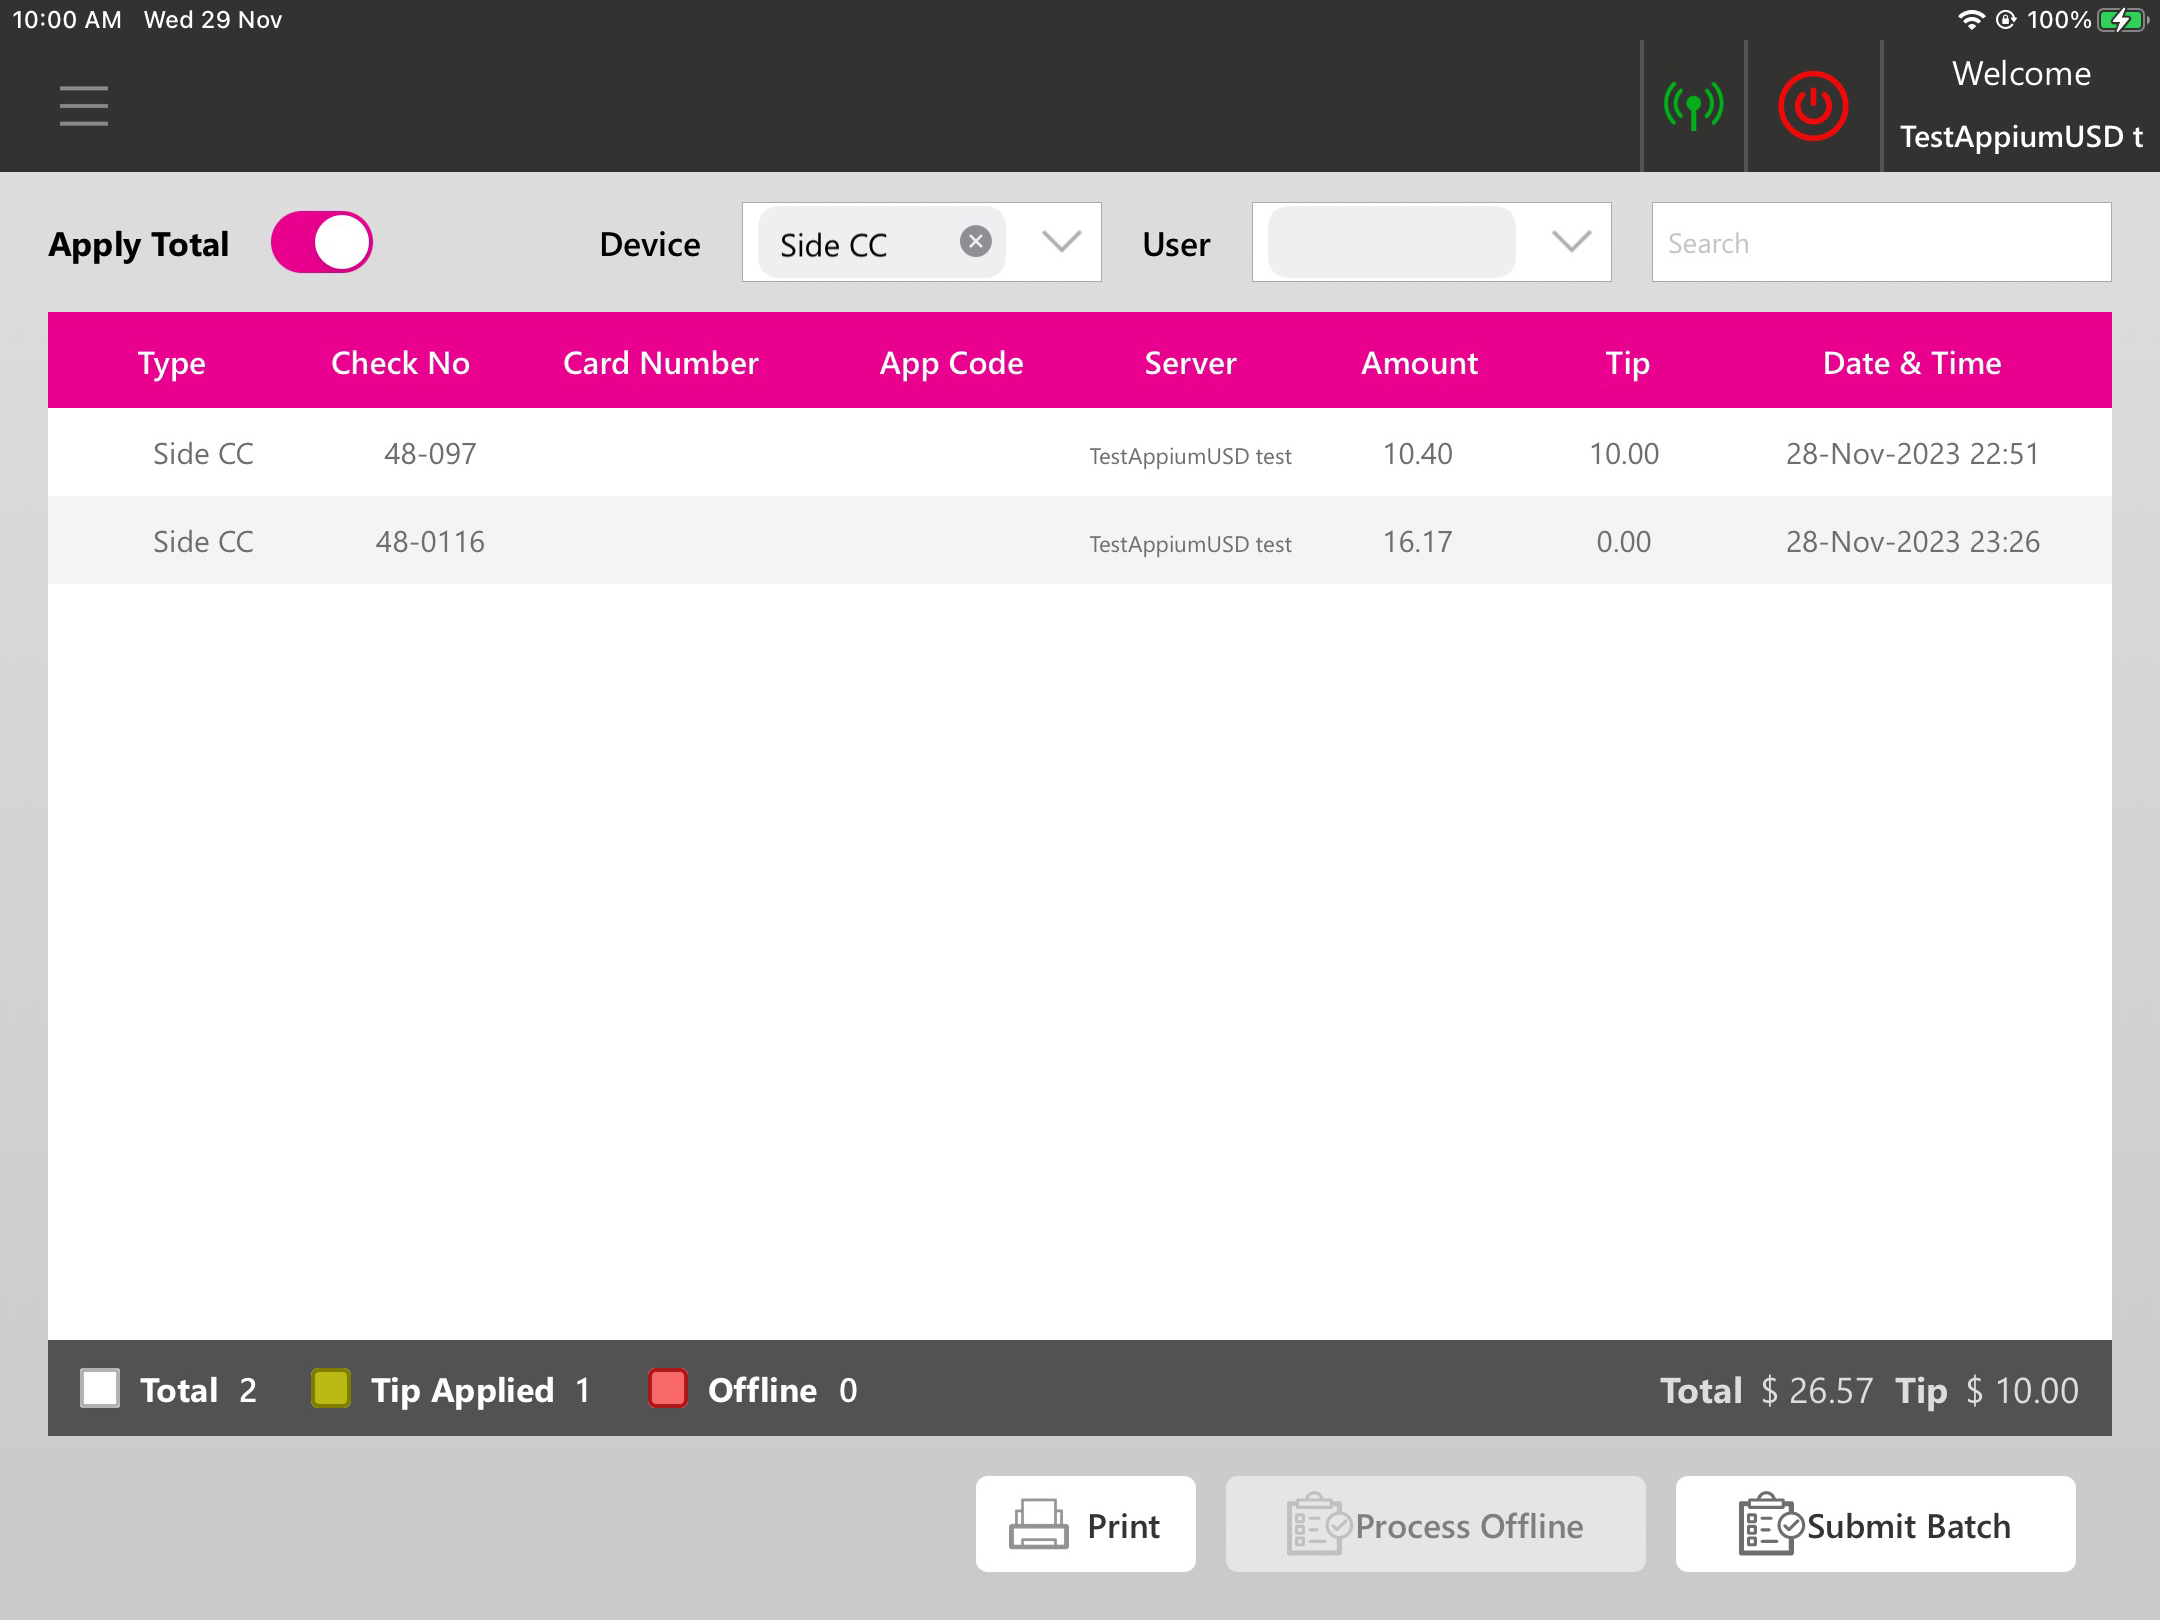 10:00 AM Wed 29 Nov 100%
Welcome
TestAppiumUSD t
Apply Total Device Side CC User Search
Type Check No Card Number App Code Server Amount Tip Date & Time
Side CC 48-097 TestAppiumUSD test 10.40 10.00 28-Nov-2023 22:51
Side CC 48-0116 TestAppiumUSD test 16.17 0.00 28-Nov-2023 23:26
Total 2 Tip Applied 1 Offline 0 Total $ 26.57 Tip $ 10.00
Print Process Offline Submit Batch